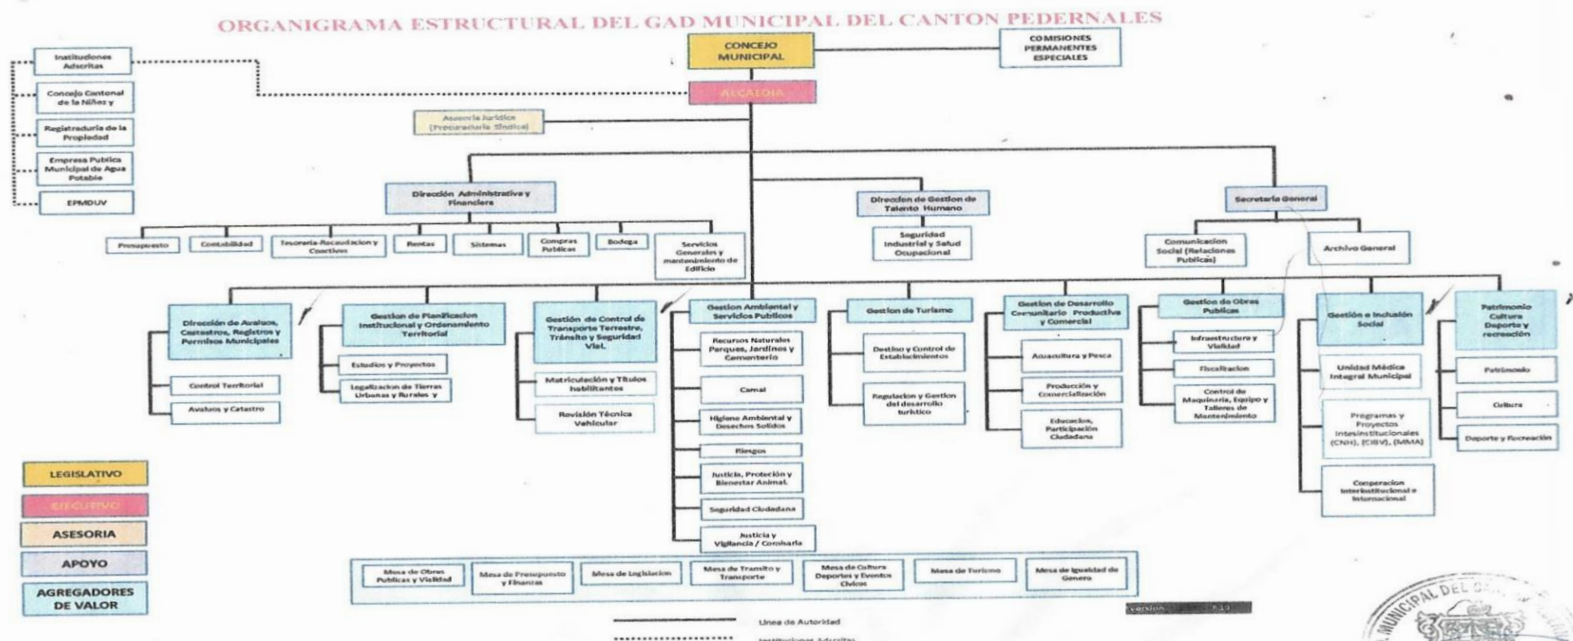 ORGANIGRAMA ESTRUCTURAL DEL GAD MUNICIPAL DEL CANTON PEDERNALES
CONCEJO
MUNICIPAL
COMISIONES
PERMANENTES
ESPECIALES
ALCALDIA
Instituciones
Adscritas
Concejo Cantonal
de la Niñez y
Registraduría de la
Propiedad
Empresa Publica
Municipal de Agua
Potable
EPMDUV
Asesoria Jurídica
(Procuraduria Sindica)
Dirección Administrativa y
Financiera
Direccion de Gestion de
Talento Humano
Secretaria General
Presupuesto
Contabilidad
Tesoreria-Recaudacion y
Coactivas
Rentas
Sistemas
Compras
Publicas
Bodega
Servicios
Generales y
mantenimiento de
Edificio
Seguridad
Industrial y Salud
Ocupacional
Comunicacion
Social (Relaciones
Publicas)
Archivo General
Dirección de Avaluos,
Castastros, Registros y
Permisos Municipales
Control Territorial
Avaluos y Catastro
Gestion de Planificacion
Institucional y Ordenamiento
Territorial
Estudios y Proyectos
Legalizacion de Tierras
Urbanas y Rurales y
Gestión de Control de
Transporte Terrestre,
Tránsito y Seguridad
Vial.
Matriculación y Titulos
habilitantes
Revisión Técnica
Vehicular
Gestion Ambiental y
Servicios Publicos
Recursos Naturales
Parques, Jardines y
Cementerio
Camal
Higiene Ambiental y
Desechos Solidos
Riesgos
Justicia, Proteción y
Bienestar Animal.
Seguridad Ciudadana
Justicia y
Vigilancia / Comisaria
Gestion de Turismo
Destino y Control de
Establecimientos
Regulacion y Gestion
del desarrollo
turístico
Gestion de Desarrollo
Comunitario Productiva
y Comercial
Acuacultura y Pesca
Producción y
Comercialización
Educacion,
Participación
Ciudadana
Gestion de Obras
Publicas
Infraestructura y
Vialidad
Fiscalizacion
Control de
Maquinaria, Equipo y
Talleres de
Mantenimiento
Gestión e Inclusión
Social
Unidad Médica
Integral Municipal
Programas y
Proyectos
Intesinstitucionales
(CNH), (CIBV), (MMA)
Cooperacion
Interinstitucional e
Internacional
Patrimonio
Cultura
Deporte y
recreación
Patrimonio
Cultura
Deporte y Recreación
LEGISLATIVO
EJECUTIVO
ASESORIA
APOYO
AGREGADORES
DE VALOR
Mesa de Obras
Publicas y Vialidad
Mesa de Presupuesto
y Finanzas
Mesa de Legislacion
Mesa de Transito y
Transporte
Mesa de Cultura
Deportes y Eventos
Civicos
Mesa de Turismo
Mesa de Igualdad de
Genero
Linea de Autoridad
Instituciones Adscritas
MUNICIPAL DEL